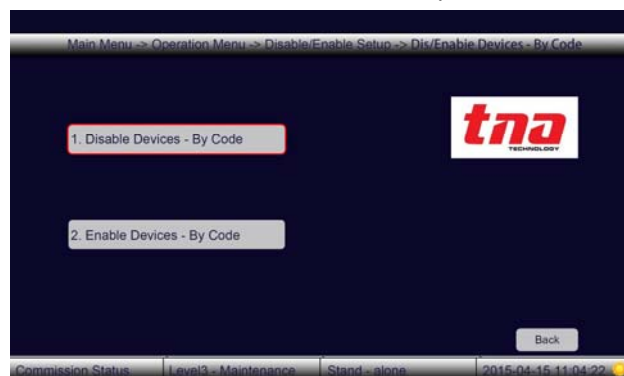 Main Menu -> Operation Menu -> Disable/Enable Setup -> Dis/Enable Devices - By Code
1. Disable Devices - By Code
tna
TECHNOLOGY
2. Enable Devices - By Code
Back
Commission Status Level3 - Maintenance Stand - alone 2015-04-15 11:04:22